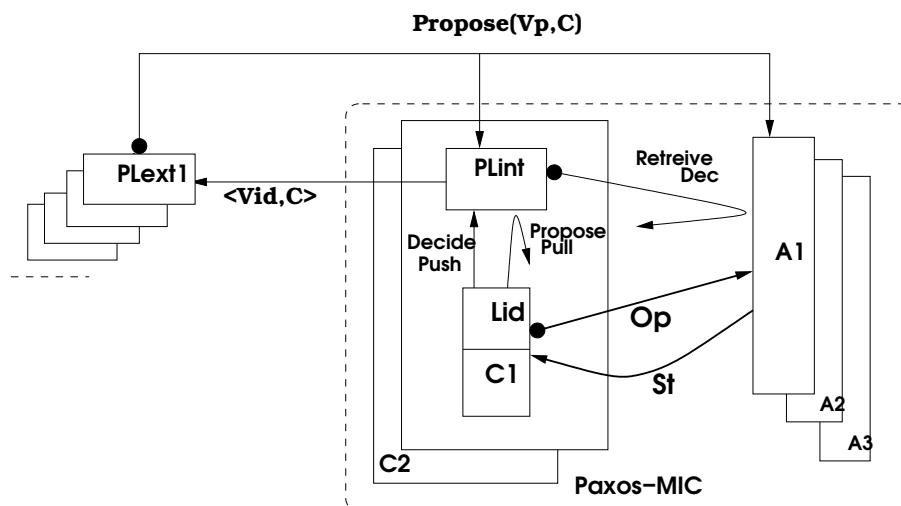 Propose(Vp,C)
PLext1
PLint
Retreive
Dec
<Vid,C>
Decide
Push
Propose
Pull
A1
Lid
Op
C1
St
A2
A3
C2
Paxos–MIC